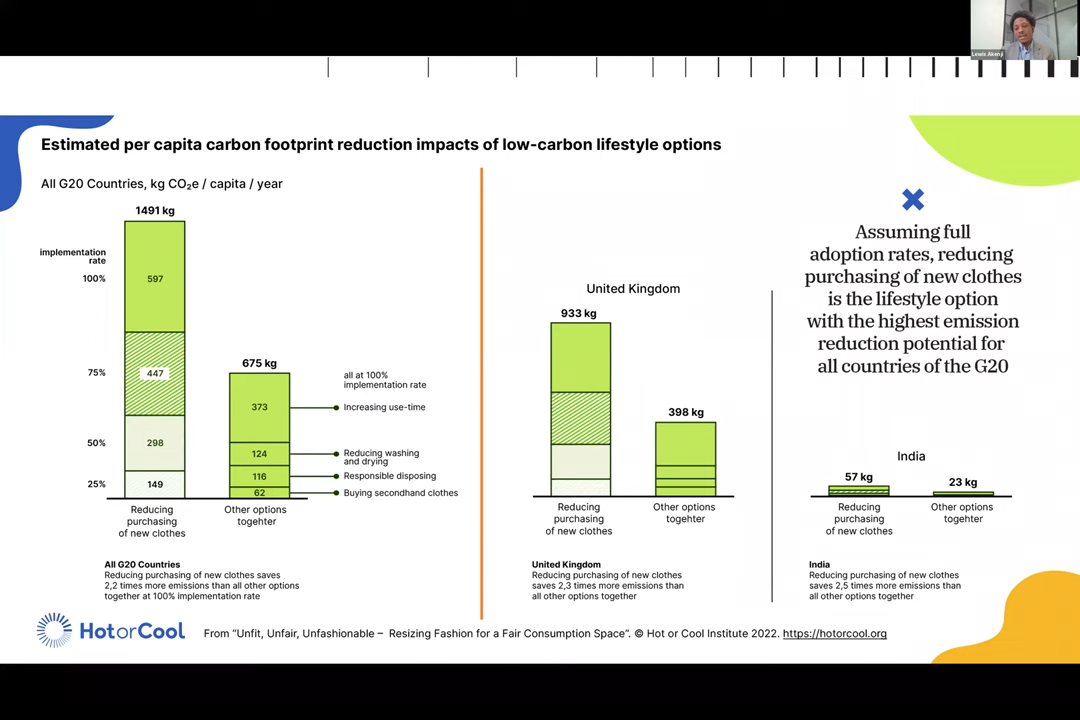 Lewis Akenji
Estimated per capita carbon footprint reduction impacts of low-carbon lifestyle options
All G20 Countries, kg CO₂e / capita / year
1491 kg
implementation
rate
100%
597
75%
447
50%
298
25%
149
Reducing
purchasing
of new clothes
675 kg
373
124
116
62
Other options
togehter
all at 100%
implementation rate
Increasing use-time
Reducing washing
and drying
Responsible disposing
Buying secondhand clothes
All G20 Countries
Reducing purchasing of new clothes saves
2,2 times more emissions than all other options
together at 100% implementation rate
United Kingdom
933 kg
Reducing
purchasing
of new clothes
398 kg
Other options
togehter
United Kingdom
Reducing purchasing of new clothes
saves 2,3 times more emissions than
all other options together
Assuming full
adoption rates, reducing
purchasing of new clothes
is the lifestyle option
with the highest emission
reduction potential for
all countries of the G20
India
57 kg
Reducing
purchasing
of new clothes
23 kg
Other options
togehter
India
Reducing purchasing of new clothes
saves 2,5 times more emissions than
all other options together
HotorCool
From “Unfit, Unfair, Unfashionable – Resizing Fashion for a Fair Consumption Space”. © Hot or Cool Institute 2022. https://hotorcool.org